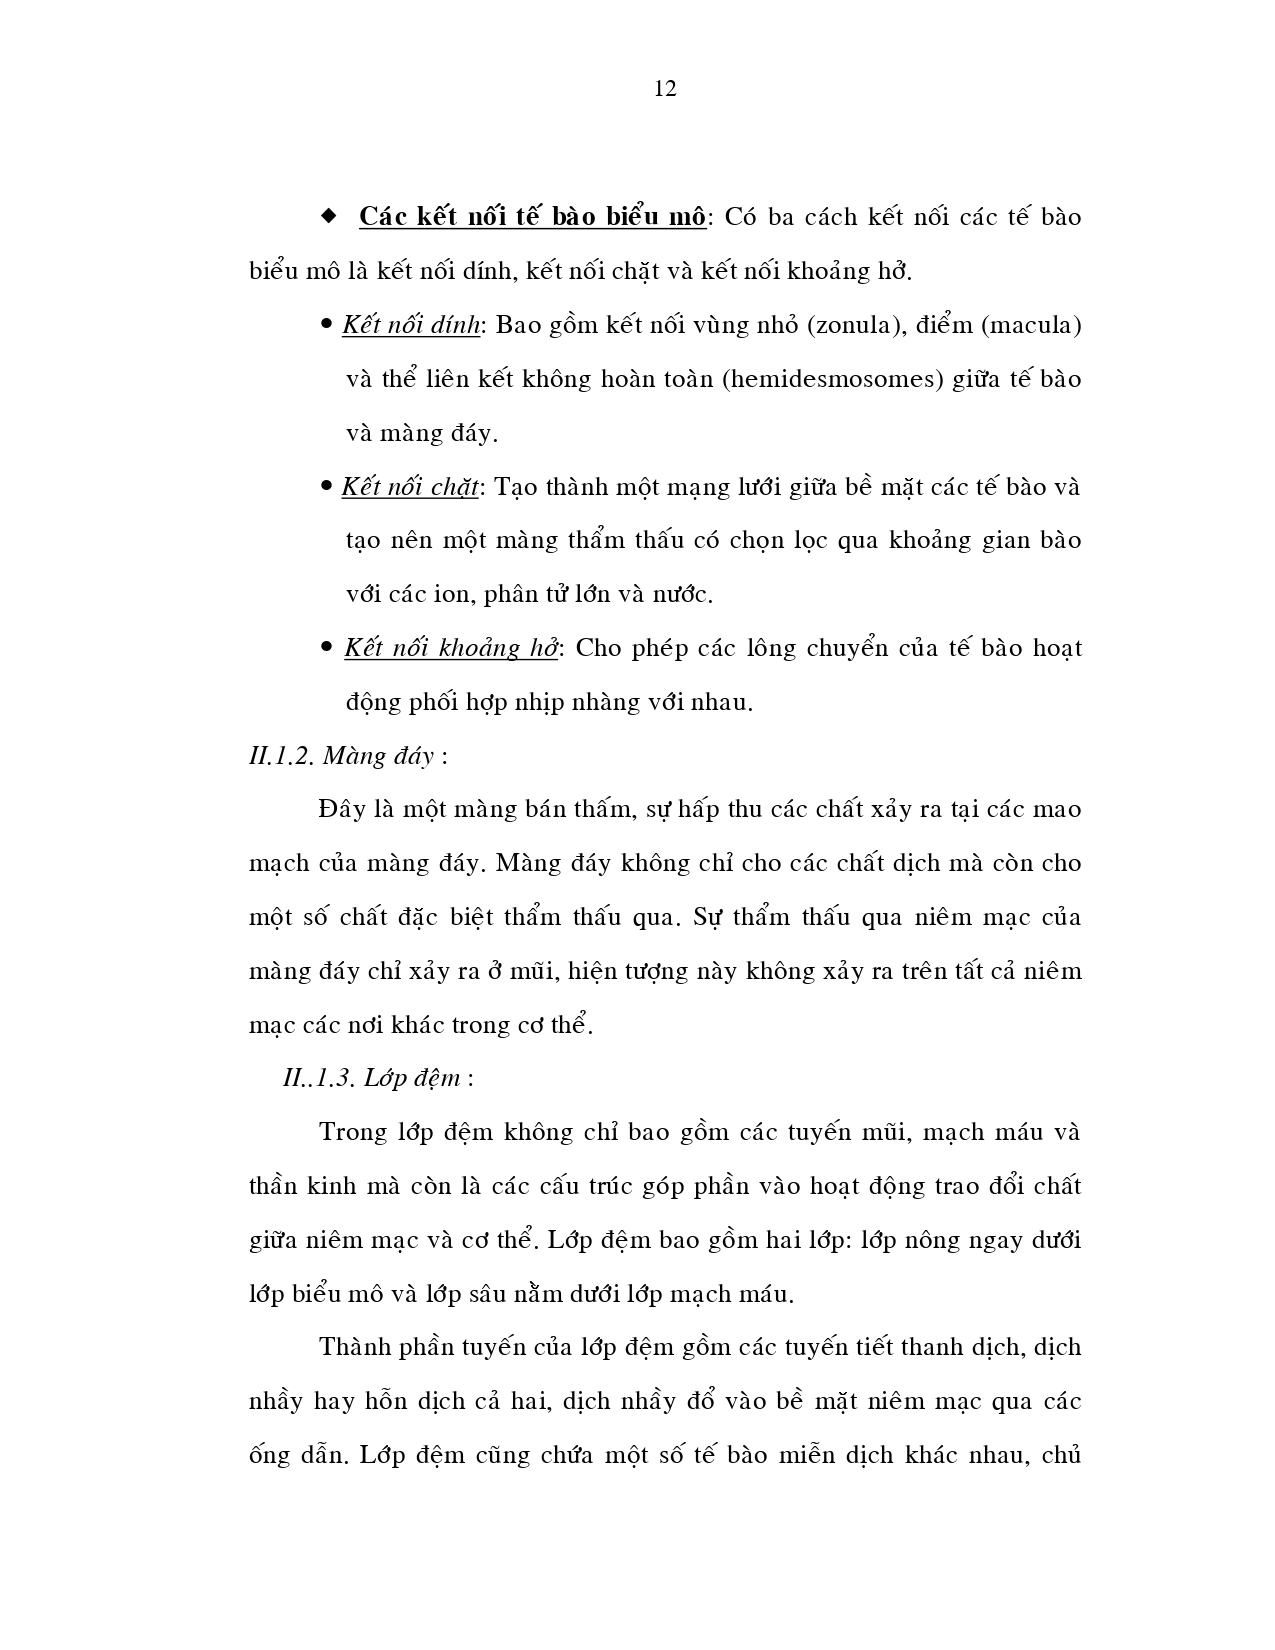 12
◆ Các kết nối tế bào biểu mô: Có ba cách kết nối các tế bào
biểu mô là kết nối dính, kết nối chặt và kết nối khoảng hở.
• Kết nối dính: Bao gồm kết nối vùng nhỏ (zonula), điểm (macula)
và thể liên kết không hoàn toàn (hemidesmosomes) giữa tế bào
và màng đáy.
• Kết nối chặt: Tạo thành một mạng lưới giữa bề mặt các tế bào và
tạo nên một màng thẩm thấu có chọn lọc qua khoảng gian bào
với các ion, phân tử lớn và nước.
• Kết nối khoảng hở: Cho phép các lông chuyển của tế bào hoạt
động phối hợp nhịp nhàng với nhau.
II.1.2. Màng đáy :
Đây là một màng bán thấm, sự hấp thu các chất xảy ra tại các mao
mạch của màng đáy. Màng đáy không chỉ cho các chất dịch mà còn cho
một số chất đặc biệt thẩm thấu qua. Sự thẩm thấu qua niêm mạc của
màng đáy chỉ xảy ra ở mũi, hiện tượng này không xảy ra trên tất cả niêm
mạc các nơi khác trong cơ thể.
II..1.3. Lớp đệm :
Trong lớp đệm không chỉ bao gồm các tuyến mũi, mạch máu và
thần kinh mà còn là các cấu trúc góp phần vào hoạt động trao đổi chất
giữa niêm mạc và cơ thể. Lớp đệm bao gồm hai lớp: lớp nông ngay dưới
lớp biểu mô và lớp sâu nằm dưới lớp mạch máu.
Thành phần tuyến của lớp đệm gồm các tuyến tiết thanh dịch, dịch
nhầy hay hỗn dịch cả hai, dịch nhầy đổ vào bề mặt niêm mạc qua các
ống dẫn. Lớp đệm cũng chứa một số tế bào miễn dịch khác nhau, chủ